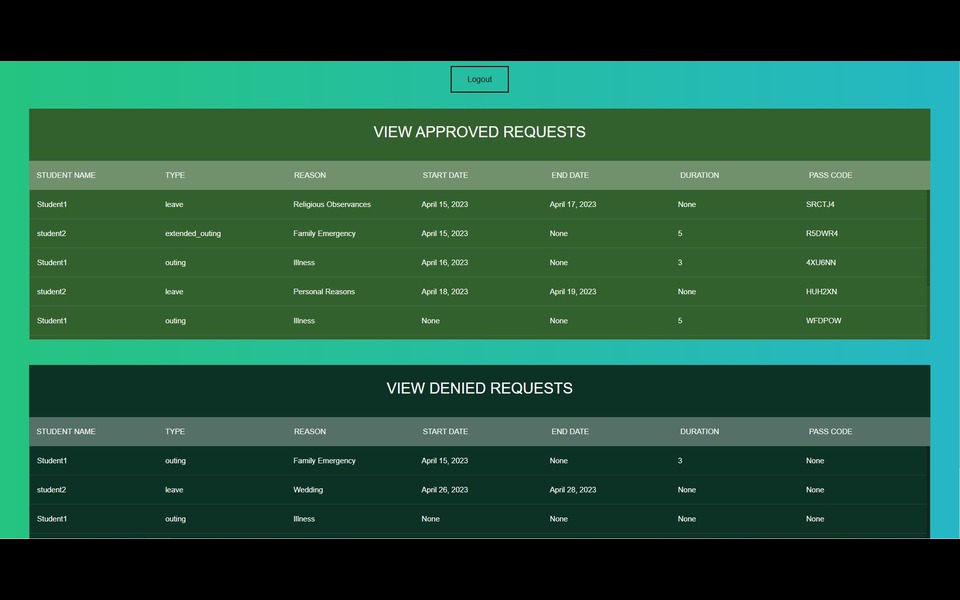 Logout
VIEW APPROVED REQUESTS
STUDENT NAME TYPE REASON START DATE END DATE DURATION PASS CODE
Student1 leave Religious Observances April 15, 2023 April 17, 2023 None SRCTJ4
student2 extended_outing Family Emergency April 15, 2023 None 5 R5DWR4
Student1 outing Illness April 16, 2023 None 3 4XU6NN
student2 leave Personal Reasons April 18, 2023 April 19, 2023 None HUH2XN
Student1 outing Illness None None 5 WFDPOW
VIEW DENIED REQUESTS
STUDENT NAME TYPE REASON START DATE END DATE DURATION PASS CODE
Student1 outing Family Emergency April 15, 2023 None 3 None
student2 leave Wedding April 26, 2023 April 28, 2023 None None
Student1 outing Illness None None None None